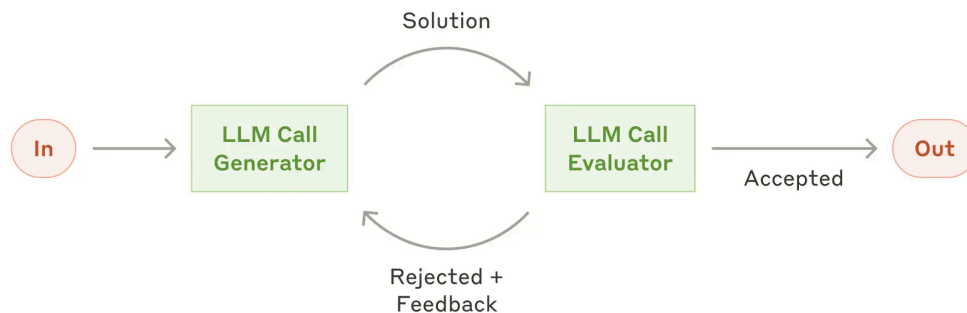 Solution
In
LLM Call
Generator
LLM Call
Evaluator
Accepted
Out
Rejected +
Feedback